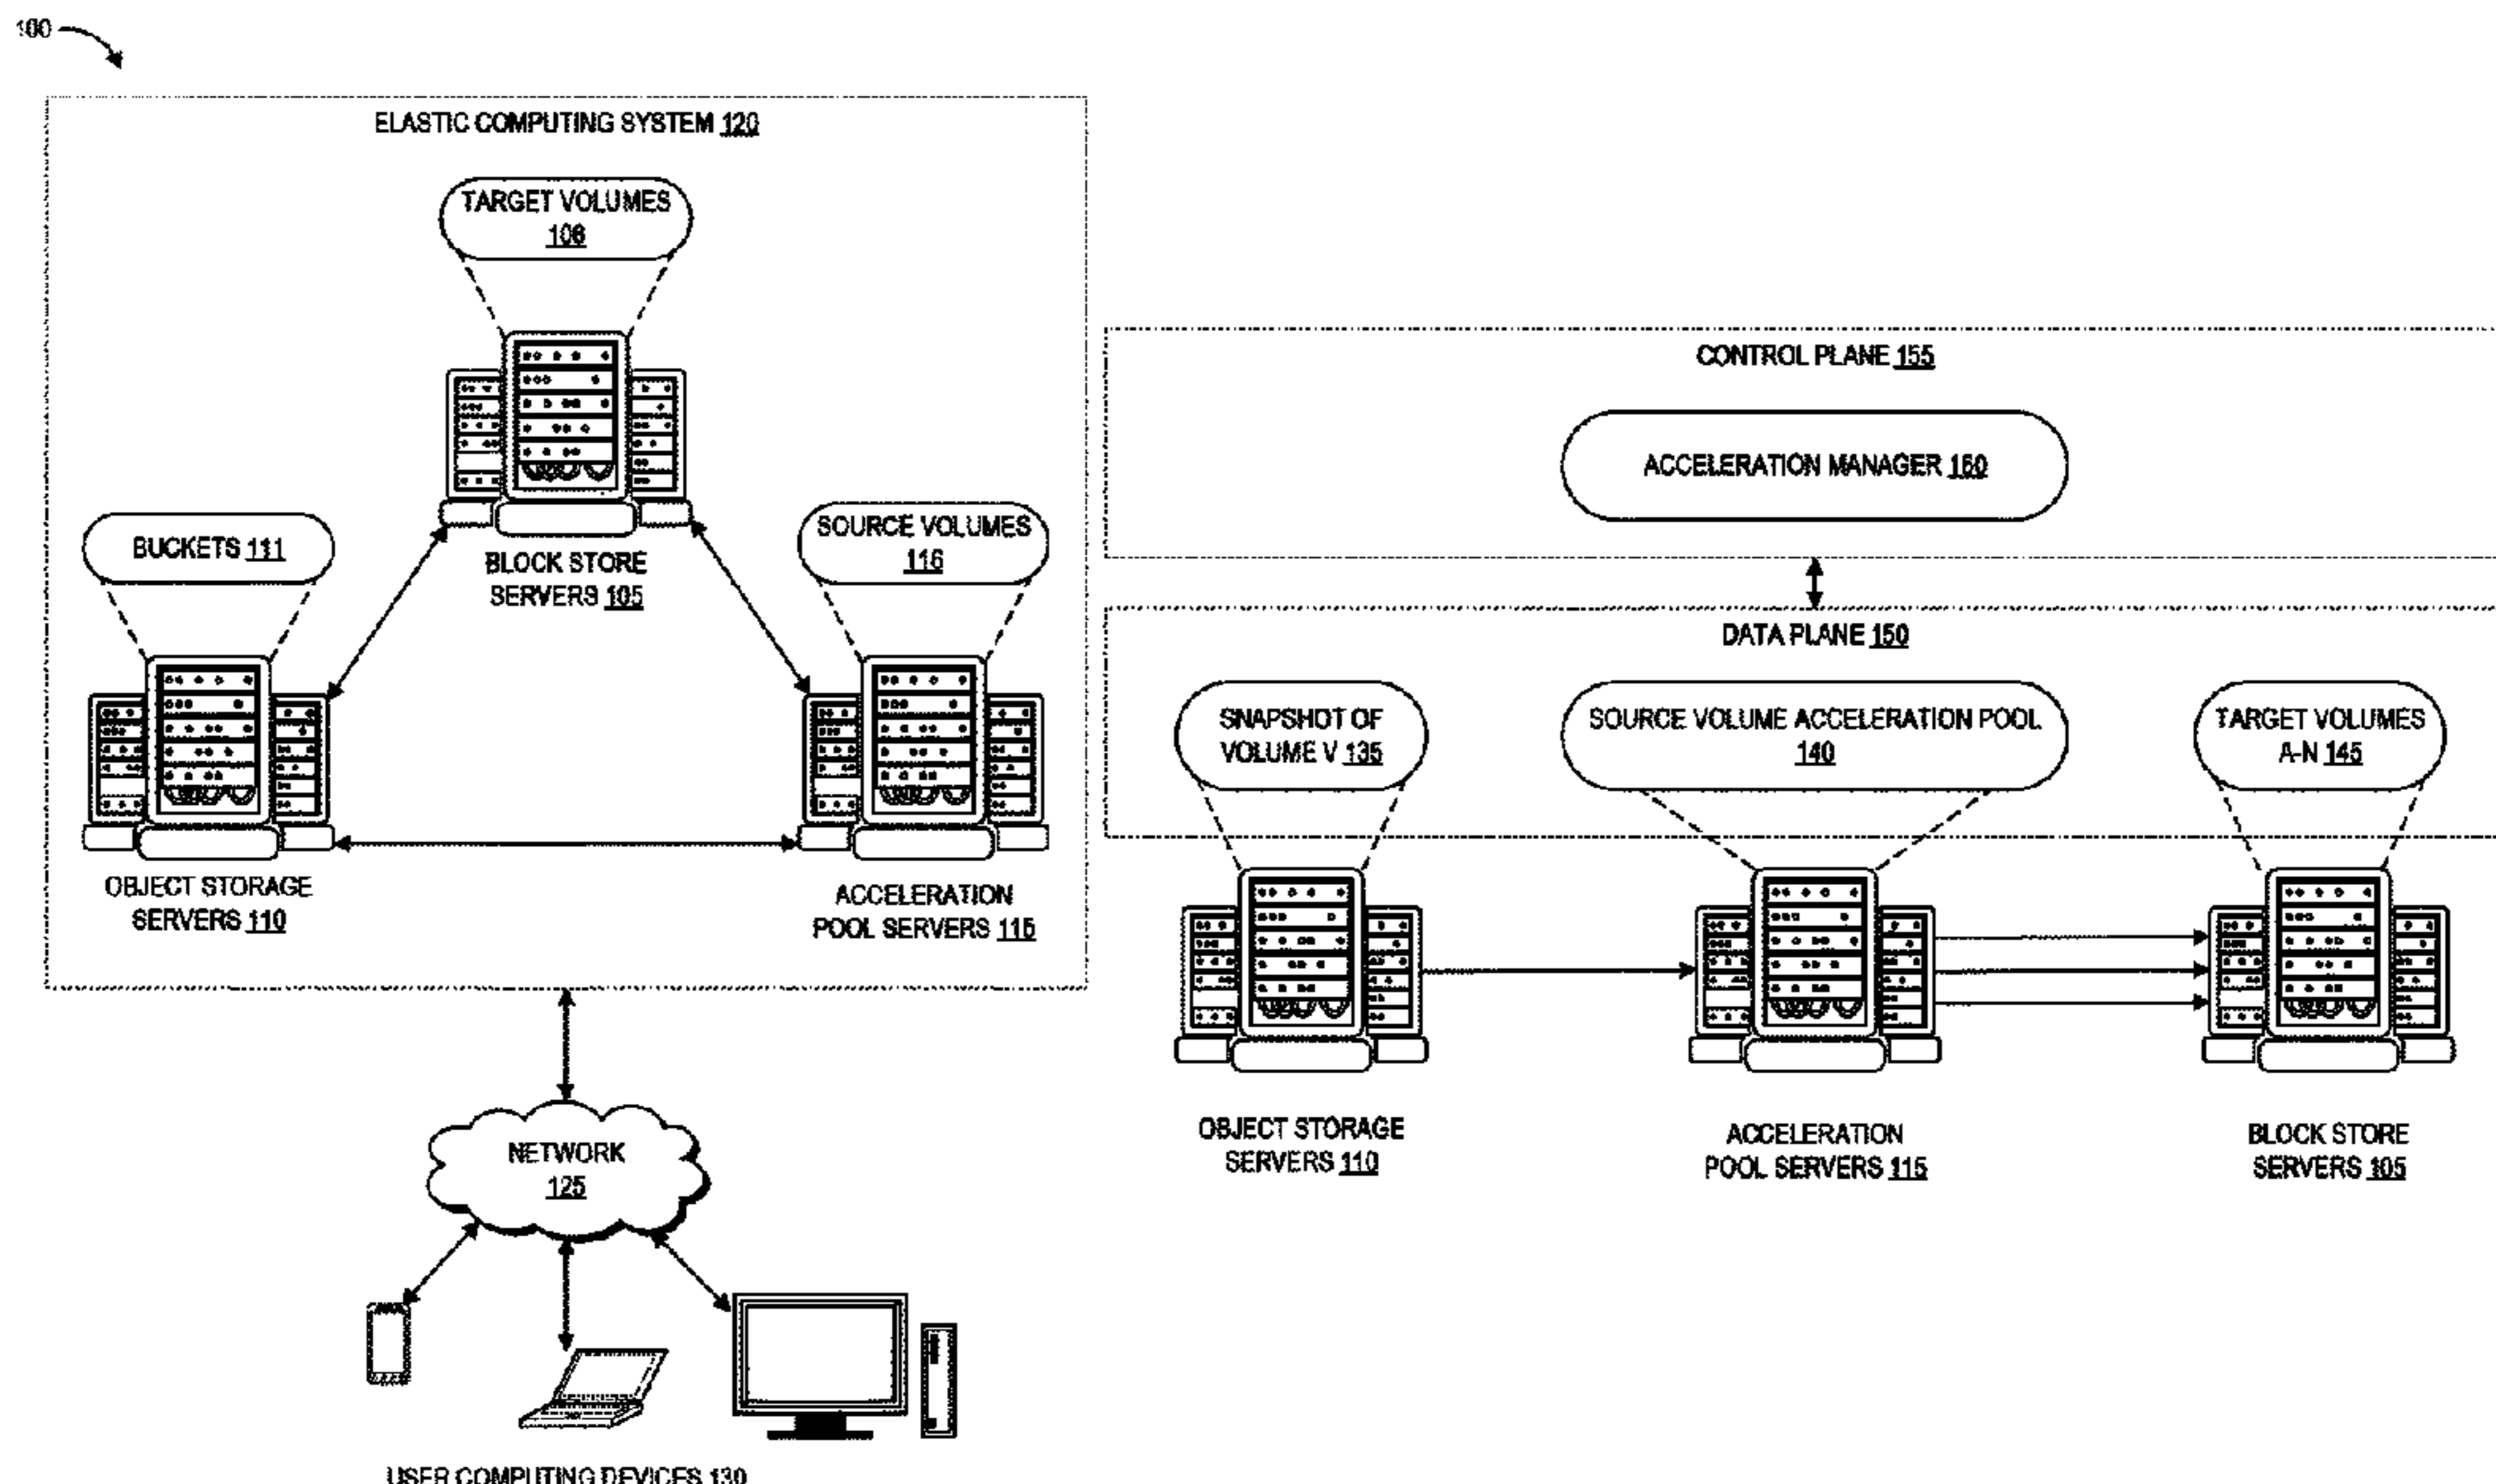 100
ELASTIC COMPUTING SYSTEM 120
TARGET VOLUMES
106
BUCKETS 111
BLOCK STORE
SERVERS 105
SOURCE VOLUMES
116
OBJECT STORAGE
SERVERS 110
ACCELERATION
POOL SERVERS 115
NETWORK
125
USER COMPUTING DEVICES 130
CONTROL PLANE 155
ACCELERATION MANAGER 160
DATA PLANE 150
SNAPSHOT OF
VOLUME V 135
SOURCE VOLUME ACCELERATION POOL
140
TARGET VOLUMES
A-N 145
OBJECT STORAGE
SERVERS 110
ACCELERATION
POOL SERVERS 115
BLOCK STORE
SERVERS 105